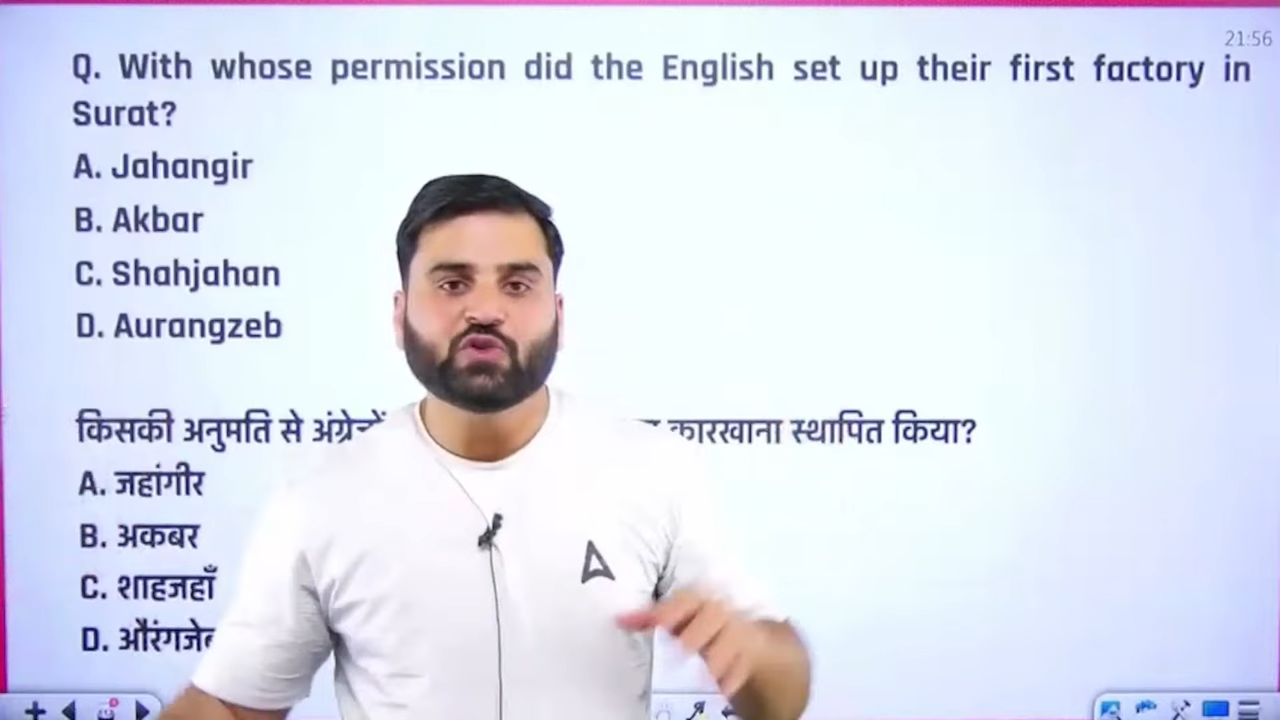 21:56
Q. With whose permission did the English set up their first factory in
Surat?
A. Jahangir
B. Akbar
C. Shahjahan
D. Aurangzeb
किसकी अनुमति से कारखाना स्थापित किया?
A. जहांगीर
B. अकबर
C. शाहजहाँ
D.